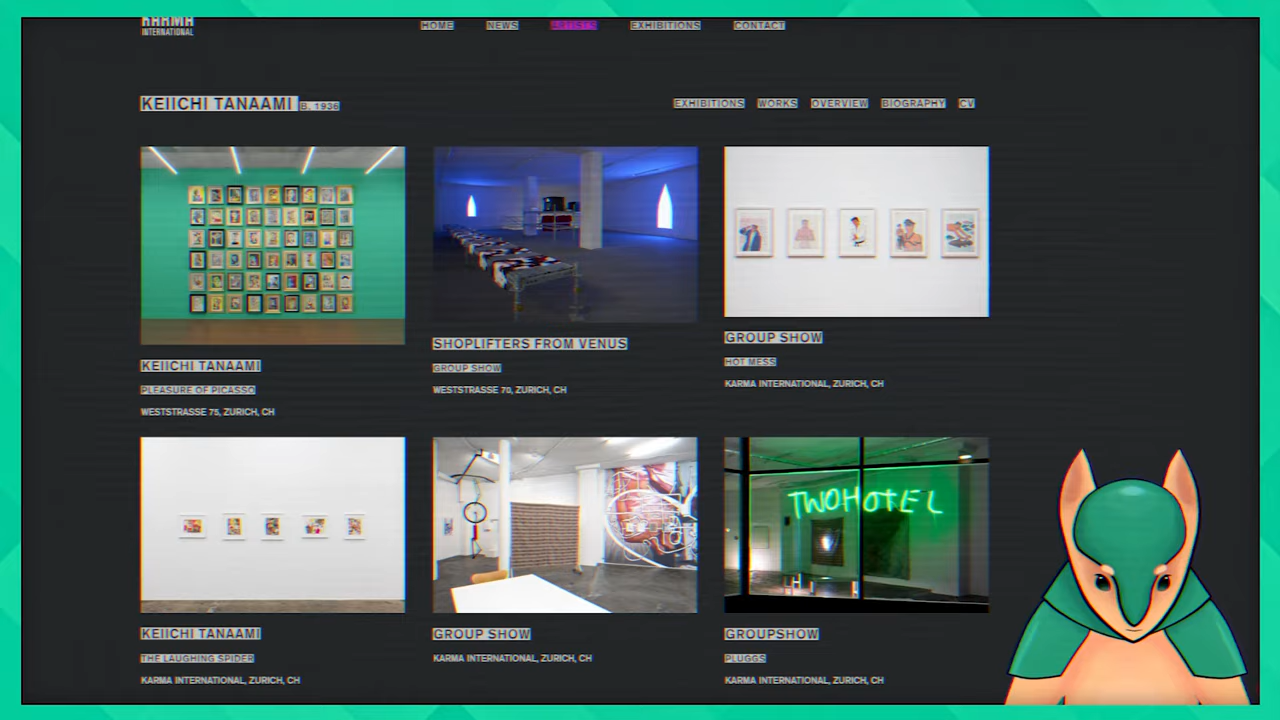 KARMA
INTERNATIONAL
HOME NEWS ARTISTS EXHIBITIONS CONTACT
KEIICHI TANAAMI B. 1936
EXHIBITIONS WORKS OVERVIEW BIOGRAPHY CV
KEIICHI TANAAMI
PLEASURE OF PICASSO
WESTSTRASSE 75, ZURICH, CH
SHOPLIFTERS FROM VENUS
GROUP SHOW
WESTSTRASSE 70, ZURICH, CH
GROUP SHOW
HOT MESS
KARMA INTERNATIONAL, ZURICH, CH
TWOHOTEL
KEIICHI TANAAMI
THE LAUGHING SPIDER
KARMA INTERNATIONAL, ZURICH, CH
GROUP SHOW
KARMA INTERNATIONAL, ZURICH, CH
GROUPSHOW
PLUGGS
KARMA INTERNATIONAL, ZURICH, CH